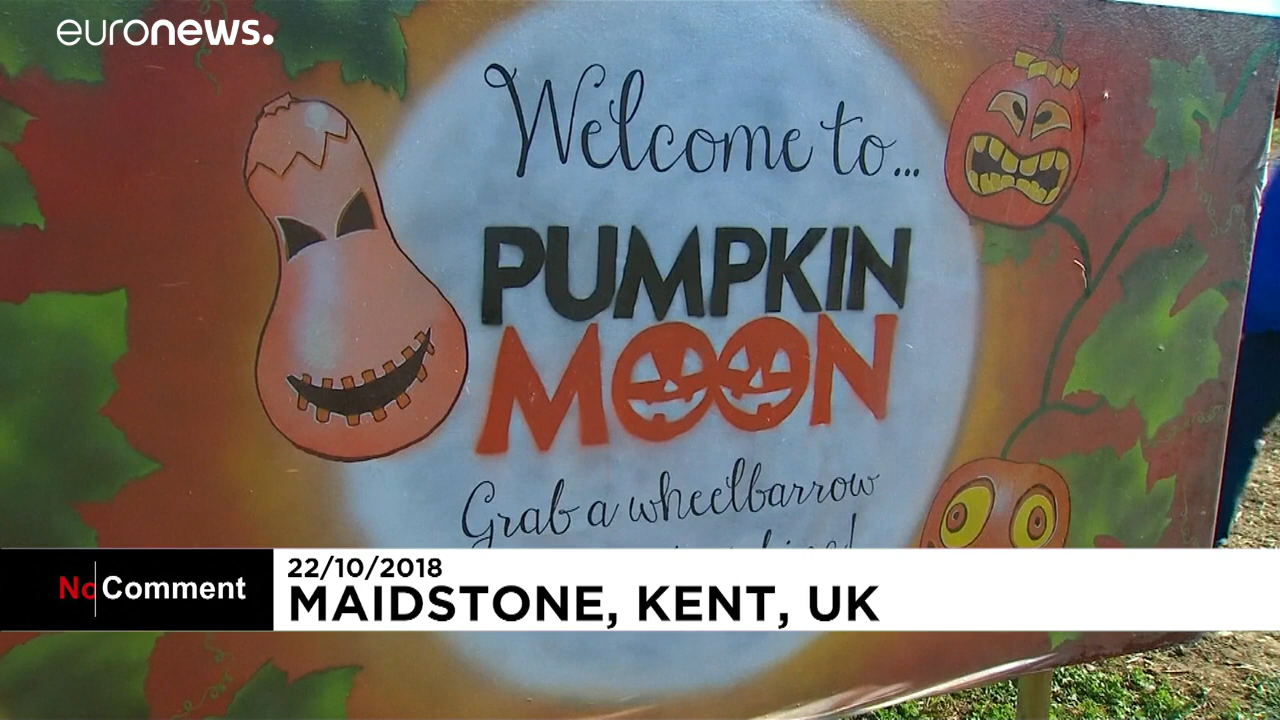 euronews.
Welcome to...
PUMPKIN
MOON
Grab a wheelbarrow
No Comment
22/10/2018
MAIDSTONE, KENT, UK